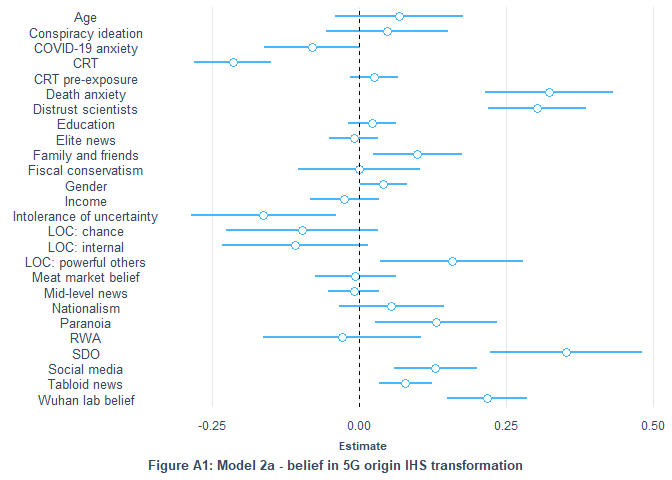 Age
Conspiracy ideation
COVID-19 anxiety
CRT
CRT pre-exposure
Death anxiety
Distrust scientists
Education
Elite news
Family and friends
Fiscal conservatism
Gender
Income
Intolerance of uncertainty
LOC: chance
LOC: internal
LOC: powerful others
Meat market belief
Mid-level news
Nationalism
Paranoia
RWA
SDO
Social media
Tabloid news
Wuhan lab belief
-0.25 0.00 0.25 0.50
Estimate
Figure A1: Model 2a - belief in 5G origin IHS transformation